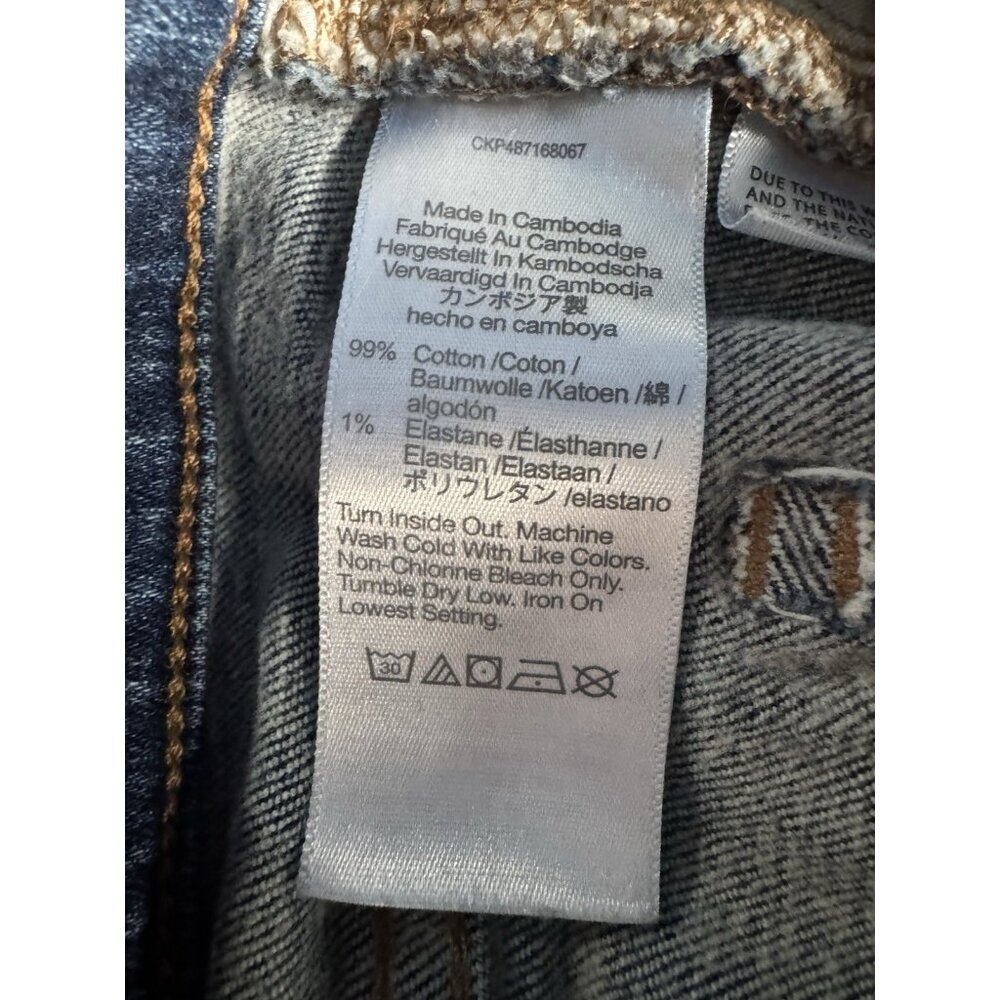 CKP487168067
Made In Cambodia
Fabriqué Au Cambodge
Hergestellt In Kambodscha
Vervaardigd In Cambodja
カンボジア製
hecho en camboya
99% Cotton /Coton /
Baumwolle /Katoen /綿 /
algodón
1% Elastane /Élasthanne /
Elastan /Elastaan /
ポリウレタン /elastano
Turn Inside Out. Machine
Wash Cold With Like Colors.
Non-Chlorine Bleach Only.
Tumble Dry Low. Iron On
Lowest Setting.
30
DUE TO THIS
AND THE
THE